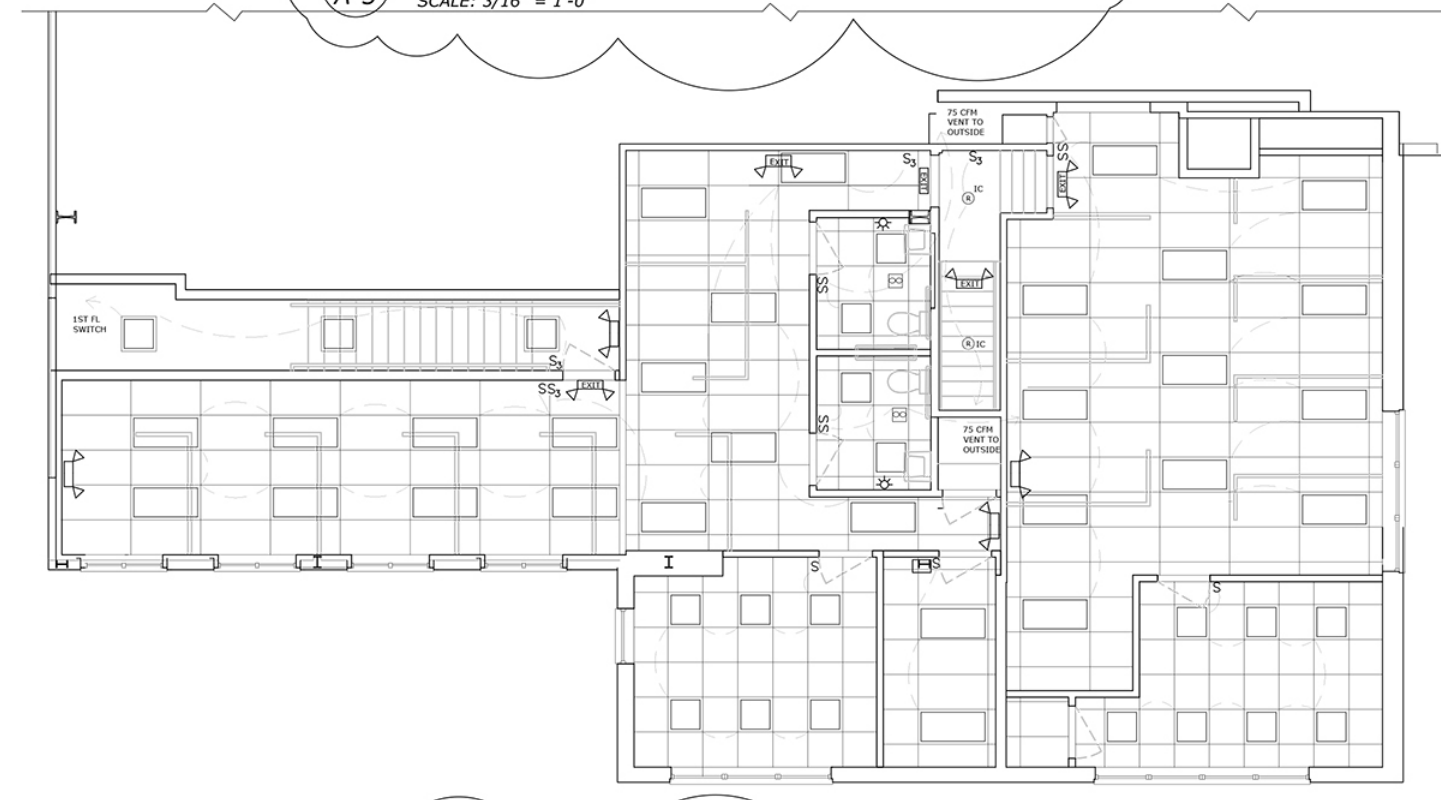 A-3
SCALE: 3/16" = 1'-0"
75 CFM
VENT TO
OUTSIDE
EXIT
S3
S3
SS
EXIT
EXIT
IC
R
SS
EXIT
1ST FL
SWITCH
S3
R IC
SS3
EXIT
SS
75 CFM
VENT TO
OUTSIDE
S
S
S